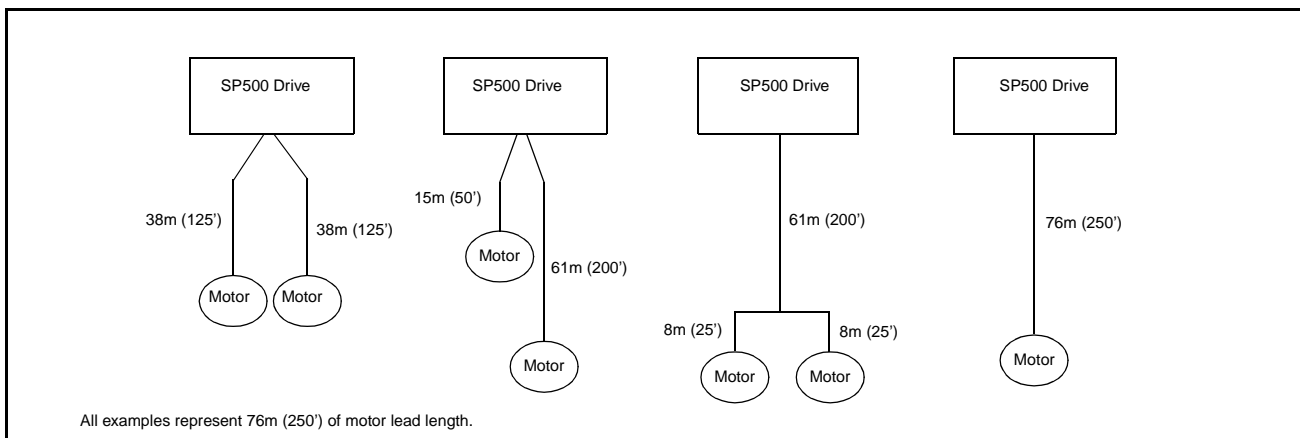 SP500 Drive
SP500 Drive
SP500 Drive
SP500 Drive
38m (125’)
38m (125’)
Motor
Motor
15m (50’)
Motor
61m (200’)
Motor
61m (200’)
8m (25’)
8m (25’)
Motor
Motor
76m (250’)
Motor
All examples represent 76m (250’) of motor lead length.